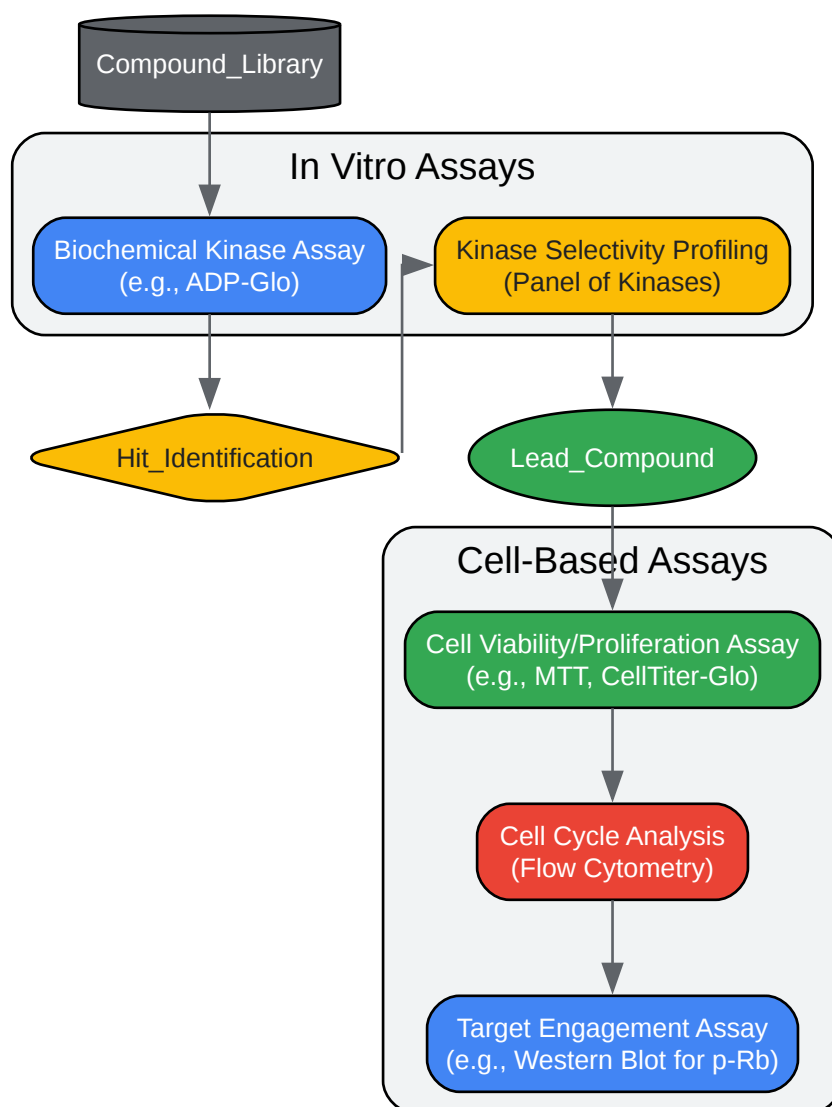 Compound_Library
In Vitro Assays
Biochemical Kinase Assay
(e.g., ADP-Glo)
Kinase Selectivity Profiling
(Panel of Kinases)
Hit_Identification
Lead_Compound
Cell-Based Assays
Cell Viability/Proliferation Assay
(e.g., MTT, CellTiter-Glo)
Cell Cycle Analysis
(Flow Cytometry)
Target Engagement Assay
(e.g., Western Blot for p-Rb)